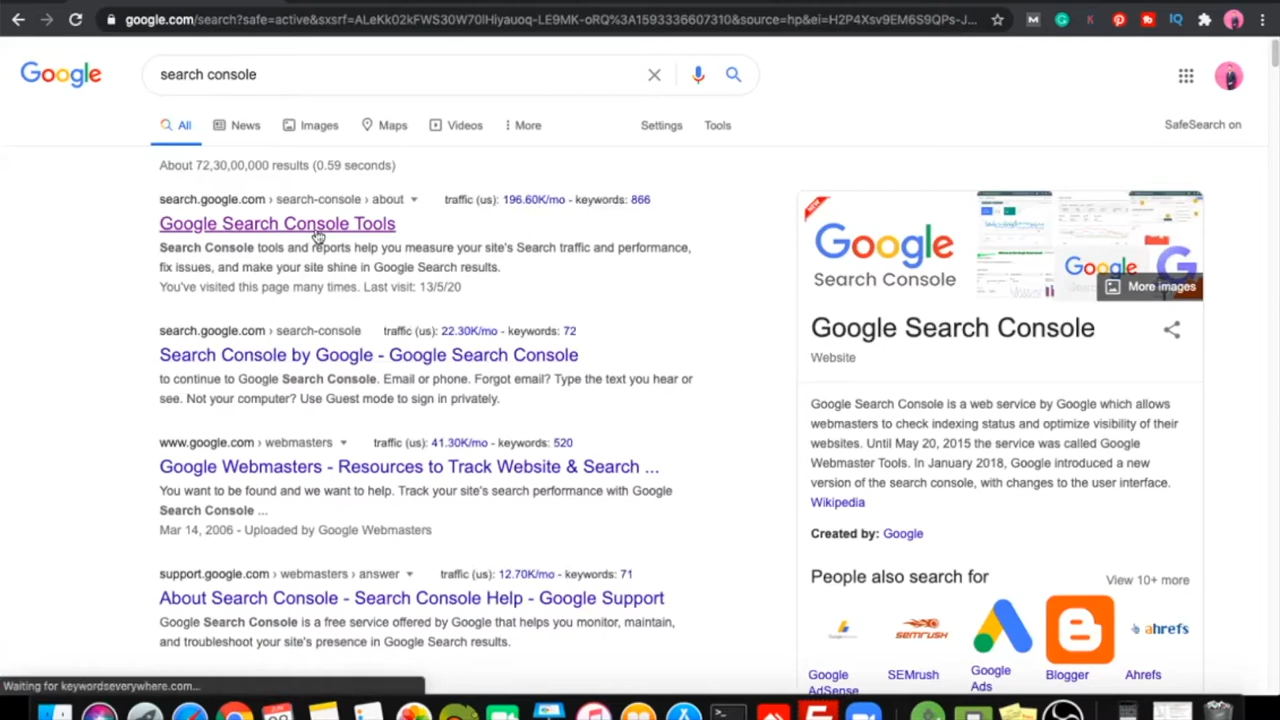 google.com/search?safe=active&sxsrf=ALeKk02kFWS30W70lHiyauoq-LE9MK-oRQ%3A1593336607310&source=hp&ei=H2P4Xsv9EM6S9QPs-J...
Google
search console
All
News
Images
Maps
Videos
More
Settings
Tools
SafeSearch on
About 72,30,00,000 results (0.59 seconds)
search.google.com › search-console › about traffic (us): 196.60K/mo - keywords: 866
Google Search Console Tools
Search Console tools and reports help you measure your site's Search traffic and performance,
fix issues, and make your site shine in Google Search results.
You've visited this page many times. Last visit: 13/5/20
search.google.com › search-console traffic (us): 22.30K/mo - keywords: 72
Search Console by Google - Google Search Console
to continue to Google Search Console. Email or phone. Forgot email? Type the text you hear or
see. Not your computer? Use Guest mode to sign in privately.
www.google.com › webmasters traffic (us): 41.30K/mo - keywords: 520
Google Webmasters - Resources to Track Website & Search ...
You want to be found and we want to help. Track your site's search performance with Google
Search Console ...
Mar 14, 2006 - Uploaded by Google Webmasters
support.google.com › webmasters › answer traffic (us): 12.70K/mo - keywords: 71
About Search Console - Search Console Help - Google Support
Google Search Console is a free service offered by Google that helps you monitor, maintain,
and troubleshoot your site's presence in Google Search results.
Waiting for keywordseverywhere.com...
NEW
Google
Search Console
Google
More images
Google Search Console
Website
Google Search Console is a web service by Google which allows
webmasters to check indexing status and optimize visibility of their
websites. Until May 20, 2015 the service was called Google
Webmaster Tools. In January 2018, Google introduced a new
version of the search console, with changes to the user interface.
Wikipedia
Created by: Google
People also search for
View 10+ more
SEMRUSH
ahrefs
Google AdSense
SEMrush
Google Ads
Blogger
Ahrefs